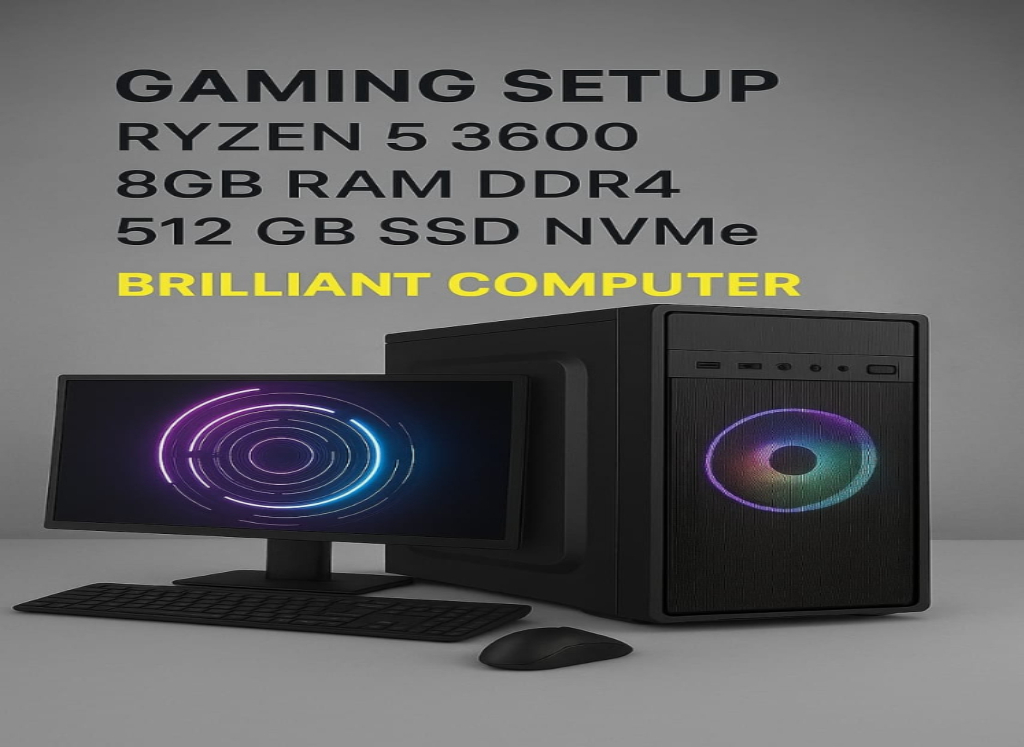 GAMING SETUP
RYZEN 5 3600
8GB RAM DDR4
512 GB SSD NVMe
BRILLIANT COMPUTER